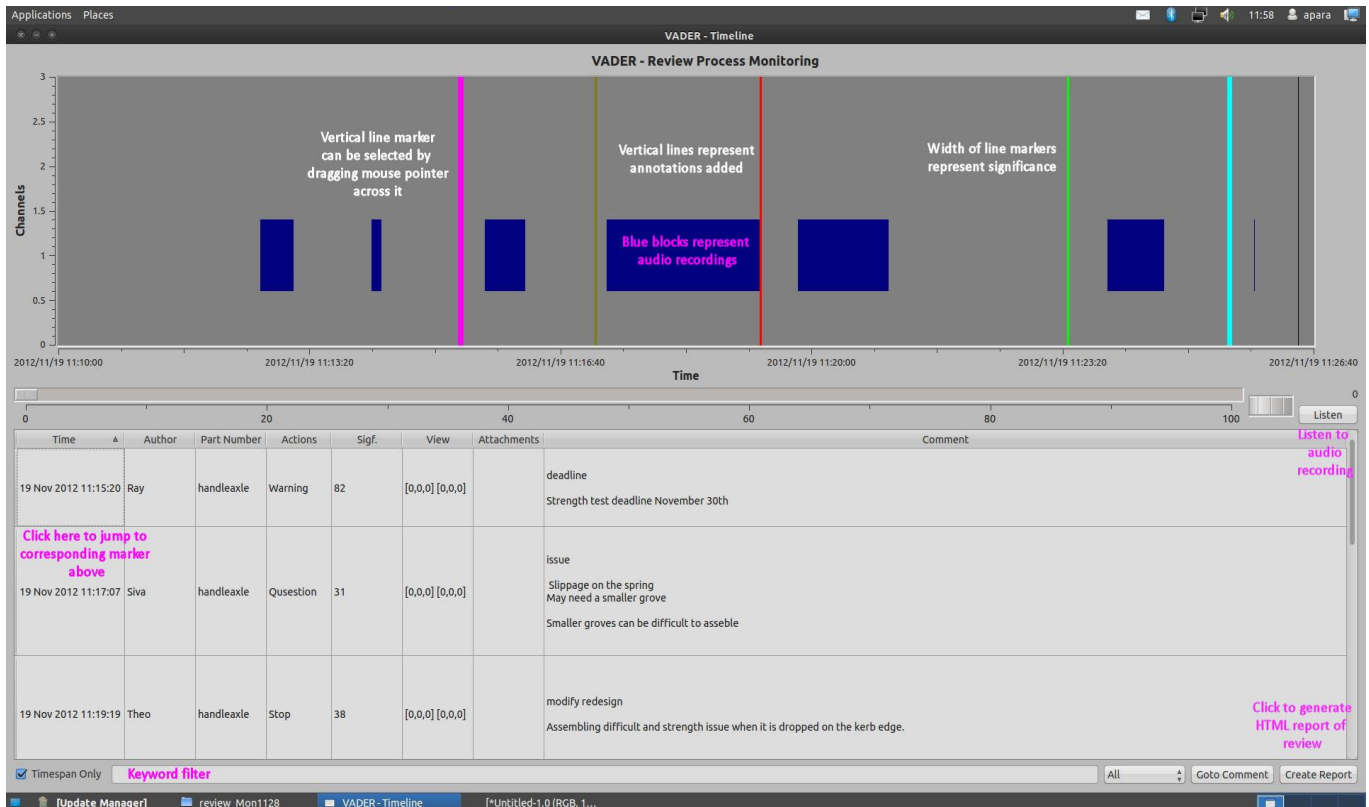 Applications Places
11:58 apara
VADER - Timeline
VADER - Review Process Monitoring
3
2.5
2
1.5
1
0.5
0
Channels
Vertical line marker
can be selected by
dragging mouse pointer
across it
Vertical lines represent
annotations added
Width of line markers
represent significance
Blue blocks represent
audio recordings
2012/11/19 11:10:00 2012/11/19 11:13:20 2012/11/19 11:16:40 2012/11/19 11:20:00 2012/11/19 11:23:20 2012/11/19 11:26:40
Time
0
0 20 40 60 80 100
Listen
Listen to
audio
recording
Time Author Part Number Actions Sigf. View Attachments Comment
19 Nov 2012 11:15:20 Ray handleaxle Warning 82 [0,0,0] [0,0,0]
deadline
Strength test deadline November 30th
Click here to jump to
corresponding marker
above
19 Nov 2012 11:17:07 Siva handleaxle Qusestion 31 [0,0,0] [0,0,0]
issue
Slippage on the spring
May need a smaller grove
Smaller groves can be difficult to asseble
19 Nov 2012 11:19:19 Theo handleaxle Stop 38 [0,0,0] [0,0,0]
modify redesign
Assembling difficult and strength issue when it is dropped on the kerb edge.
Click to generate
HTML report of
review
Timespan Only Keyword filter All Goto Comment Create Report
[Update Manager] review_Mon1128 VADER - Timeline [*Untitled-1.0 (RGB, 1...